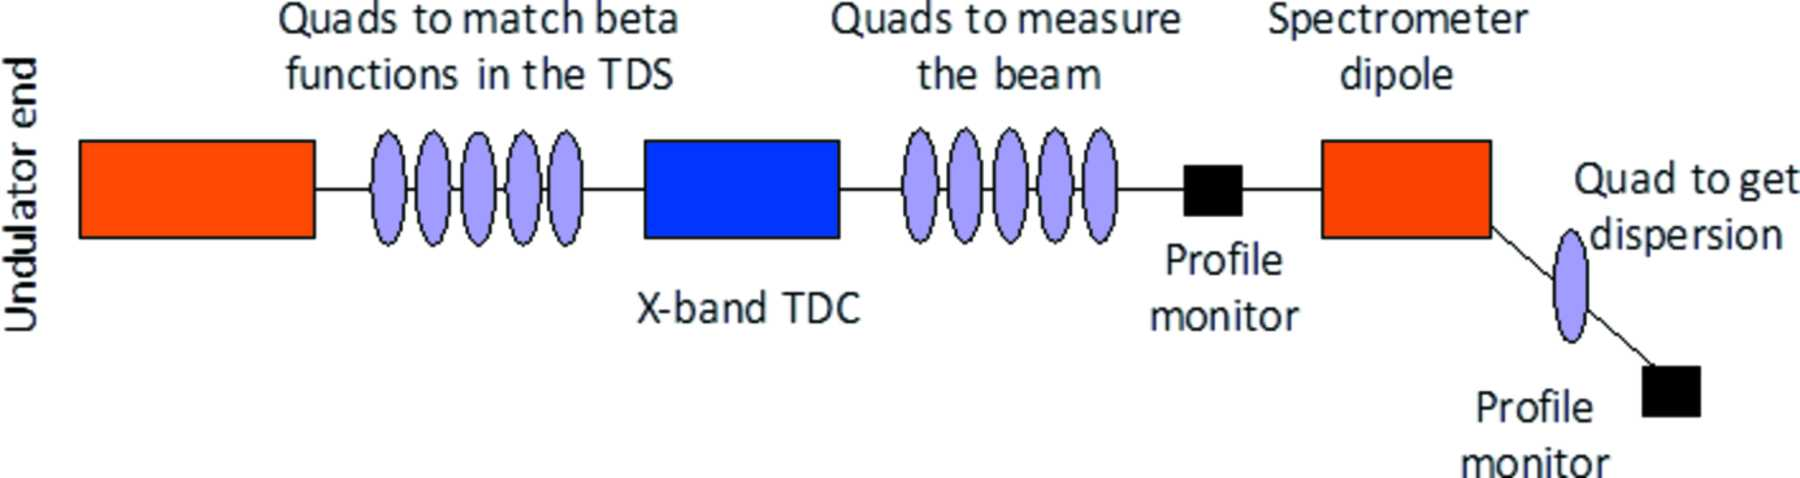 Undulator end
Quads to match beta
functions in the TDS
Quads to measure
the beam
Spectrometer
dipole
X-band TDC
Profile
monitor
Quad to get
dispersion
Profile
monitor